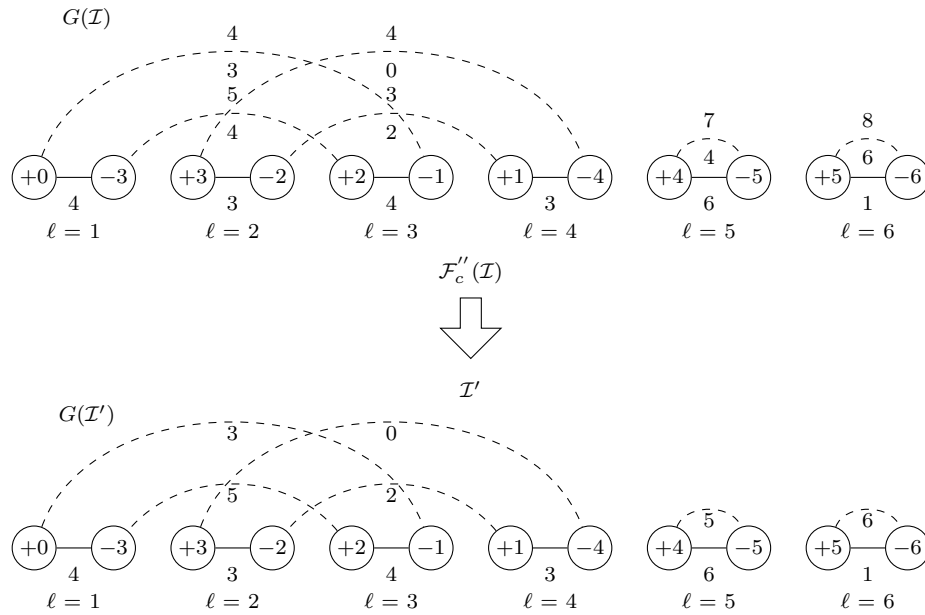 G(I)
4 4
3 0
5 3 7 8
4 2 4 6
+0 −3 +3 −2 +2 −1 +1 −4 +4 −5 +5 −6
4 3 4 3 6 1
ℓ = 1 ℓ = 2 ℓ = 3 ℓ = 4 ℓ = 5 ℓ = 6
F_c''(I)
I'
G(I')
3 0
5 2 5 6
+0 −3 +3 −2 +2 −1 +1 −4 +4 −5 +5 −6
4 3 4 3 6 1
ℓ = 1 ℓ = 2 ℓ = 3 ℓ = 4 ℓ = 5 ℓ = 6